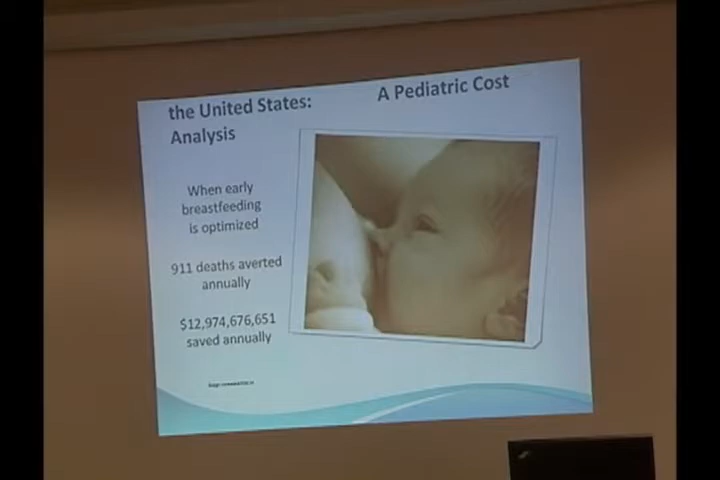 the United States: A Pediatric Cost
Analysis
When early
breastfeeding
is optimized
911 deaths averted
annually
$12,974,676,651
saved annually